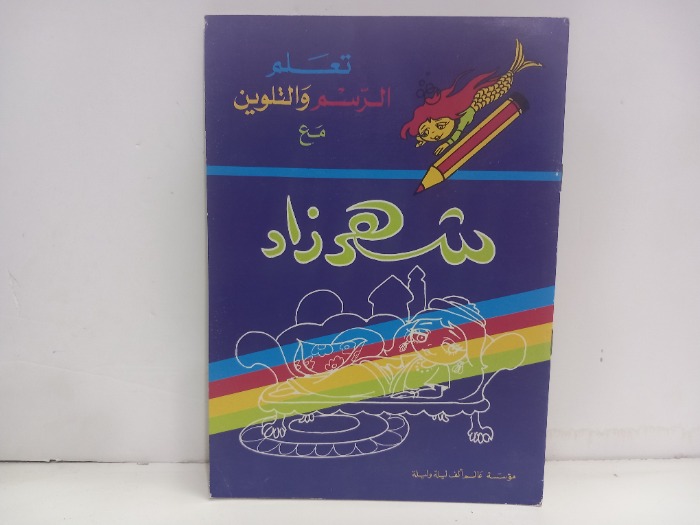 تعلم
الرسم والتلوين
مع
شهرزاد
مؤسسة عالم ألف ليلة وليلة